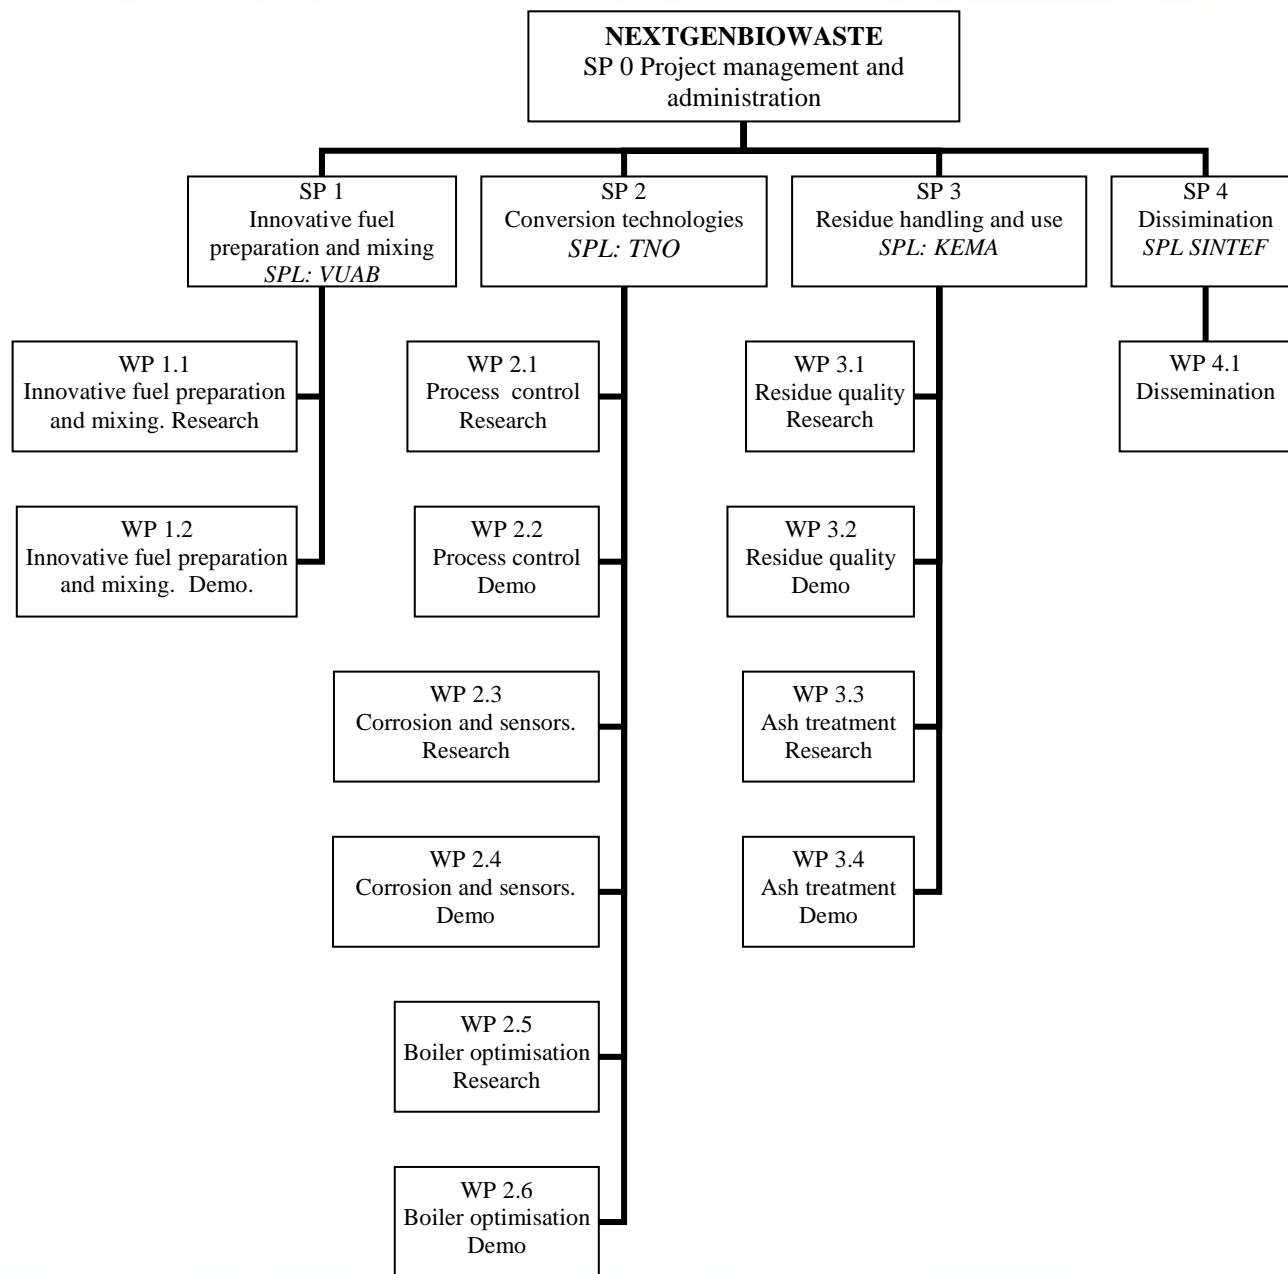 NEXTGENBIOWASTE
SP 0 Project management and
administration
SP 1
Innovative fuel
preparation and mixing
SPL: VUAB
SP 2
Conversion technologies
SPL: TNO
SP 3
Residue handling and use
SPL: KEMA
SP 4
Dissimination
SPL SINTEF
WP 1.1
Innovative fuel preparation
and mixing. Research
WP 2.1
Process control
Research
WP 3.1
Residue quality
Research
WP 4.1
Dissemination
WP 1.2
Innovative fuel preparation
and mixing. Demo.
WP 2.2
Process control
Demo
WP 3.2
Residue quality
Demo
WP 2.3
Corrosion and sensors.
Research
WP 3.3
Ash treatment
Research
WP 2.4
Corrosion and sensors.
Demo
WP 3.4
Ash treatment
Demo
WP 2.5
Boiler optimisation
Research
WP 2.6
Boiler optimisation
Demo